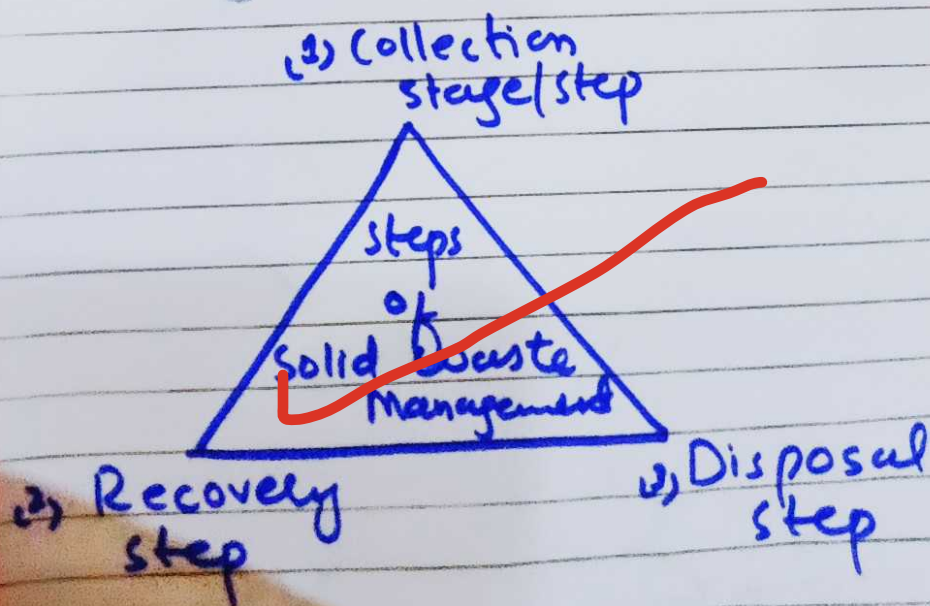 (1) Collection
stage/step
steps
of
Solid Waste
Management
(2) Recovery
step
(3) Disposal
step